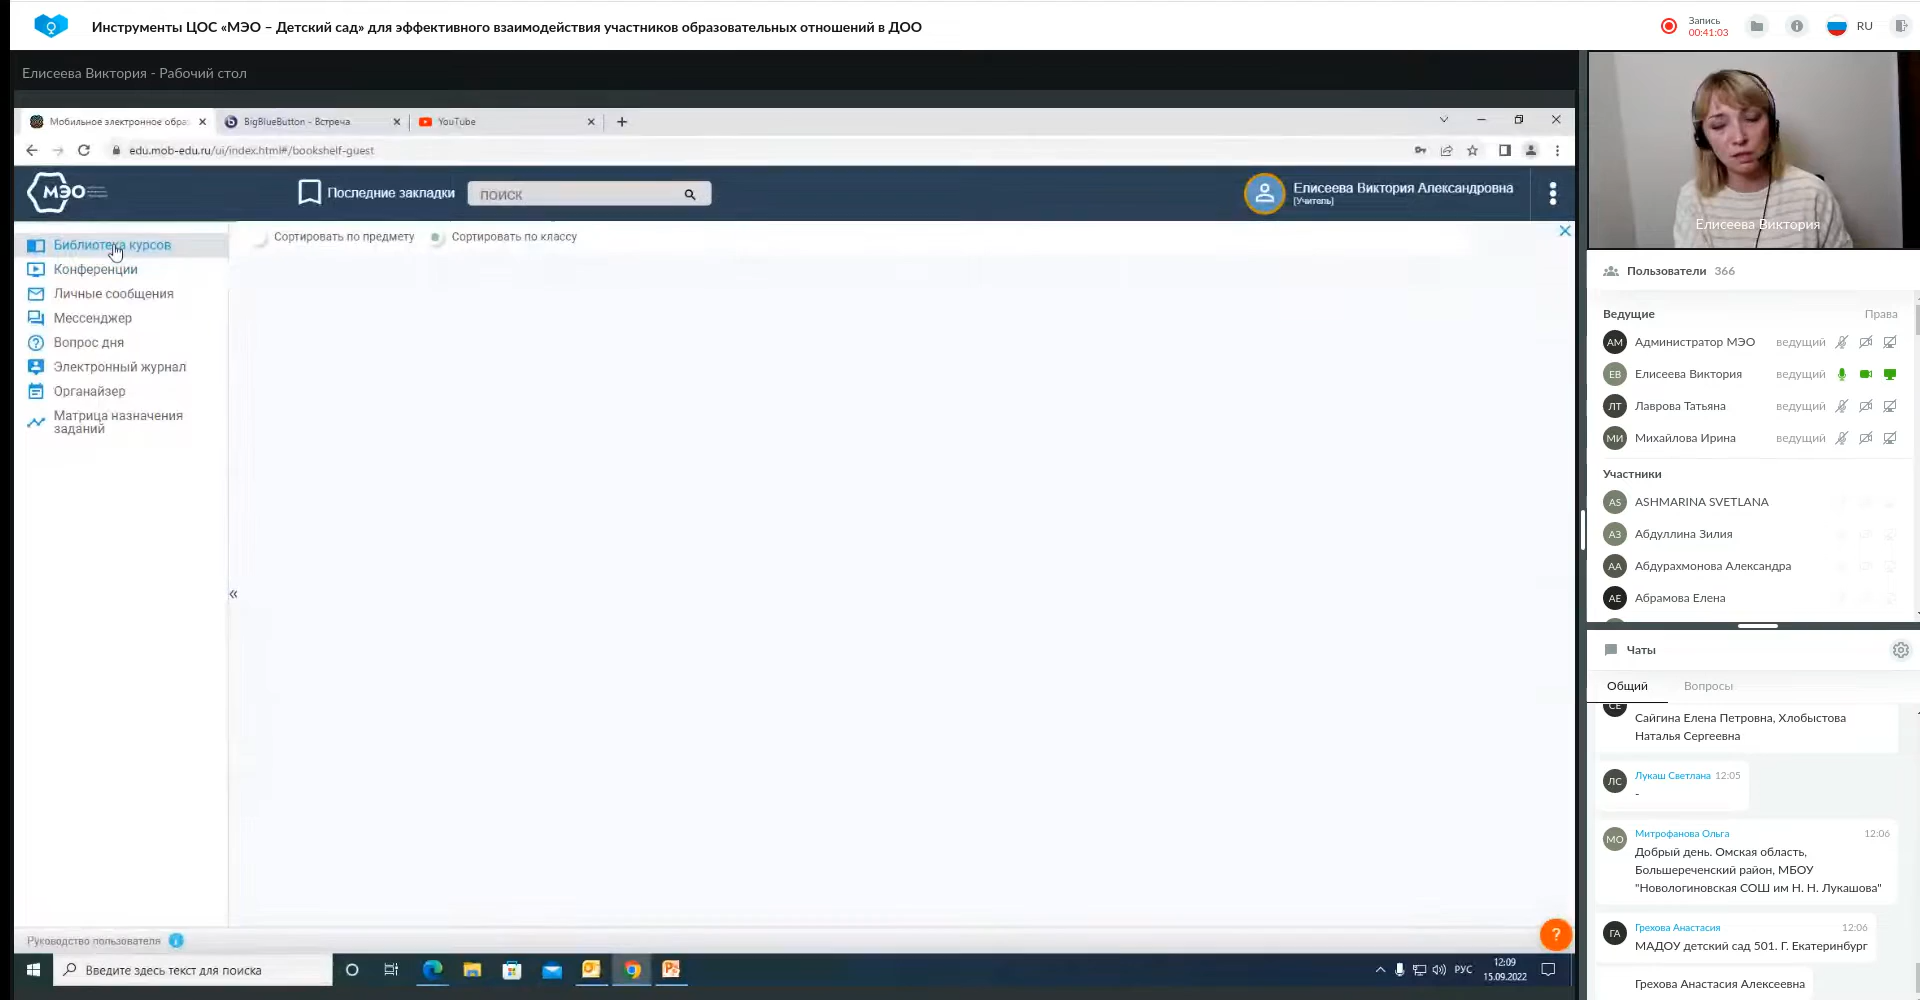 Инструменты ЦОС «МЭО – Детский сад» для эффективного взаимодействия участников образовательных отношений в ДОО
Запись
00:41:03
RU
Елисеева Виктория - Рабочий стол
Мобильное электронное обра
BigBlueButton - Встреча
YouTube
edu.mob-edu.ru/ui/index.html#/bookshelf-guest
МЭО
Последние закладки
ПОИСК
Елисеева Виктория Александровна
[Учитель]
Библиотека курсов
Конференции
Личные сообщения
Мессенджер
Вопрос дня
Электронный журнал
Органайзер
Матрица назначения
заданий
Сортировать по предмету
Сортировать по классу
Руководство пользователя
?
Введите здесь текст для поиска
РУС
12:09
15.09.2022
Елисеева Виктория
Пользователи 366
Ведущие Права
АМ Администратор МЭО ведущий
ЕВ Елисеева Виктория ведущий
ЛТ Лаврова Татьяна ведущий
МИ Михайлова Ирина ведущий
Участники
AS ASHMARINA SVETLANA
АЗ Абдуллина Зилия
АА Абдурахмонова Александра
АЕ Абрамова Елена
Чаты
Общий Вопросы
СЕ
Сайгина Елена Петровна, Хлобыстова
Наталья Сергеевна
ЛС Лукаш Светлана 12:05
-
МО Митрофанова Ольга 12:06
Добрый день. Омская область,
Большереченский район, МБОУ
"Новологиновская СОШ им Н. Н. Лукашова"
ГА Грехова Анастасия 12:06
МАДОУ детский сад 501. Г. Екатеринбург
Грехова Анастасия Алексеевна